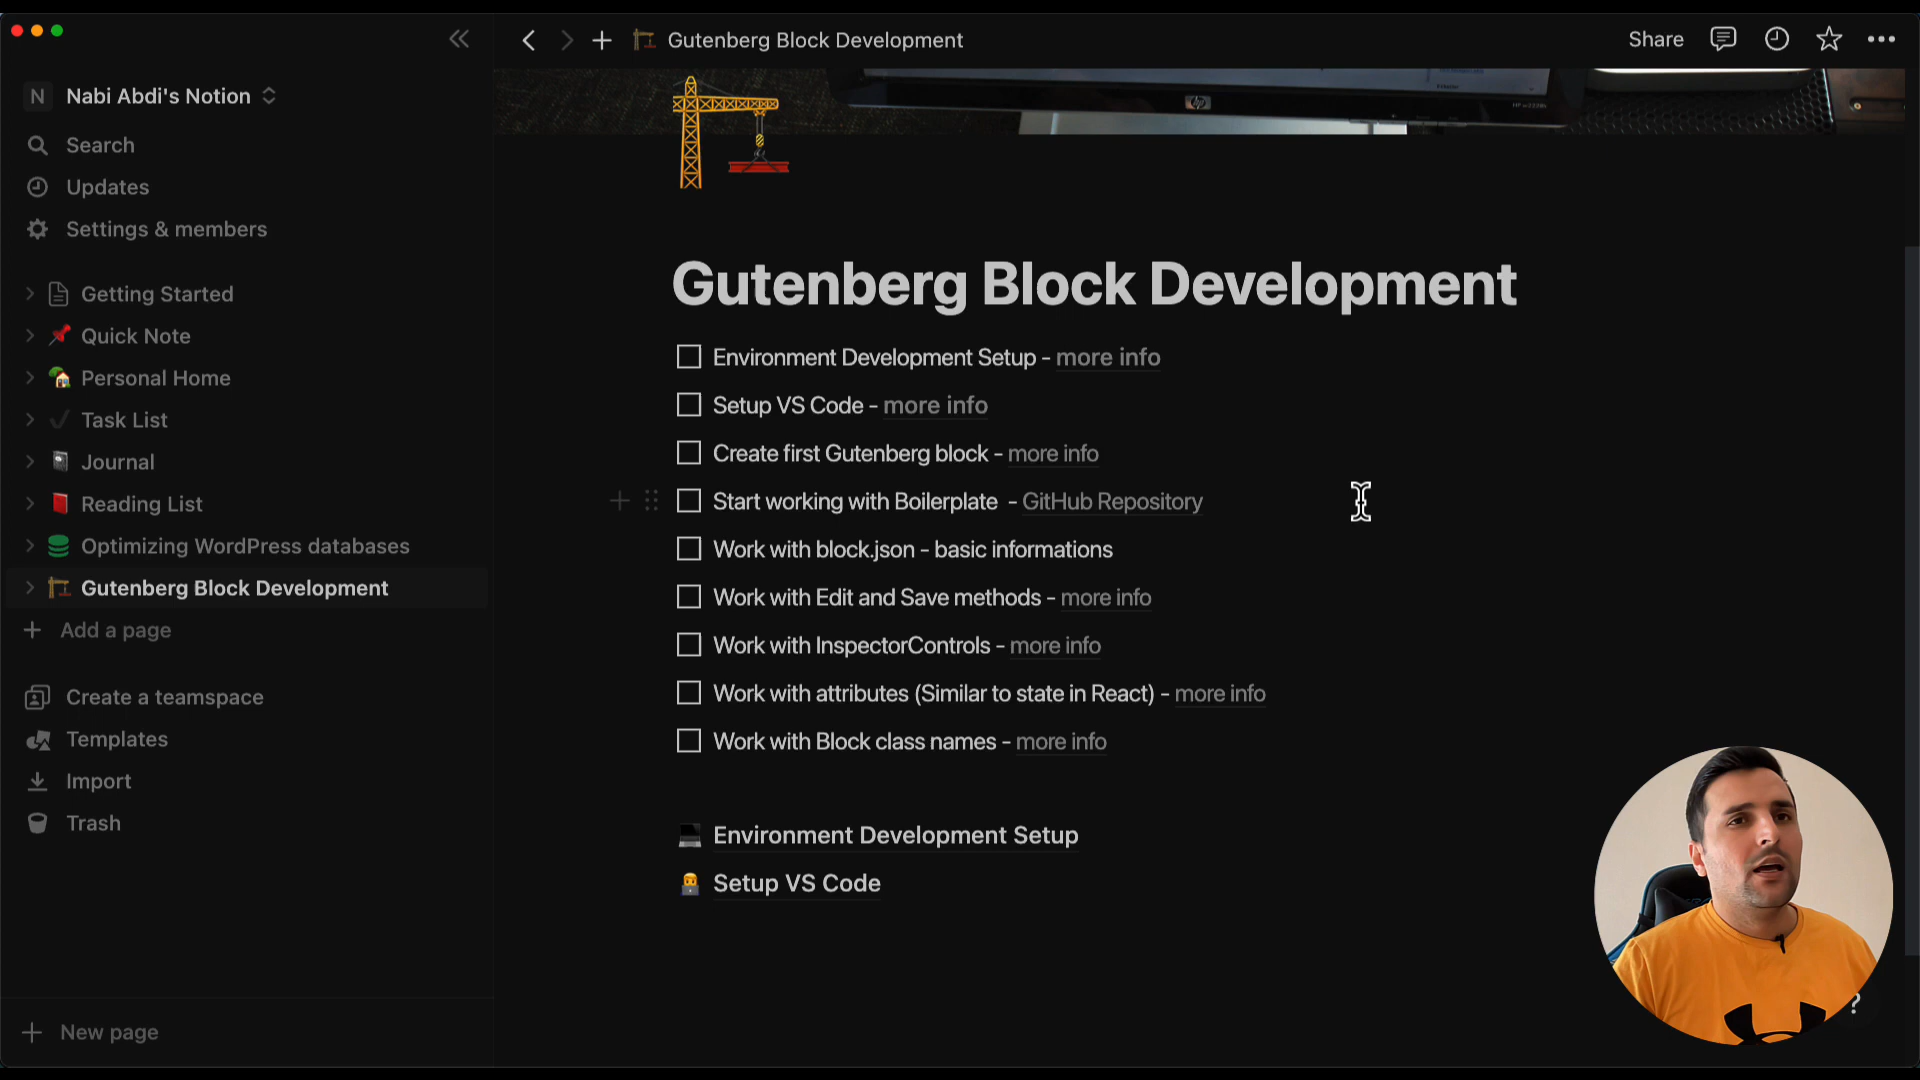 Gutenberg Block Development
Share
N
Nabi Abdi's Notion
Search
Updates
Settings & members
Getting Started
Quick Note
Personal Home
Task List
Journal
Reading List
Optimizing WordPress databases
Gutenberg Block Development
Add a page
Create a teamspace
Templates
Import
Trash
New page
hp
Gutenberg Block Development
Environment Development Setup - more info
Setup VS Code - more info
Create first Gutenberg block - more info
Start working with Boilerplate - GitHub Repository
Work with block.json - basic informations
Work with Edit and Save methods - more info
Work with InspectorControls - more info
Work with attributes (Similar to state in React) - more info
Work with Block class names - more info
Environment Development Setup
Setup VS Code
?